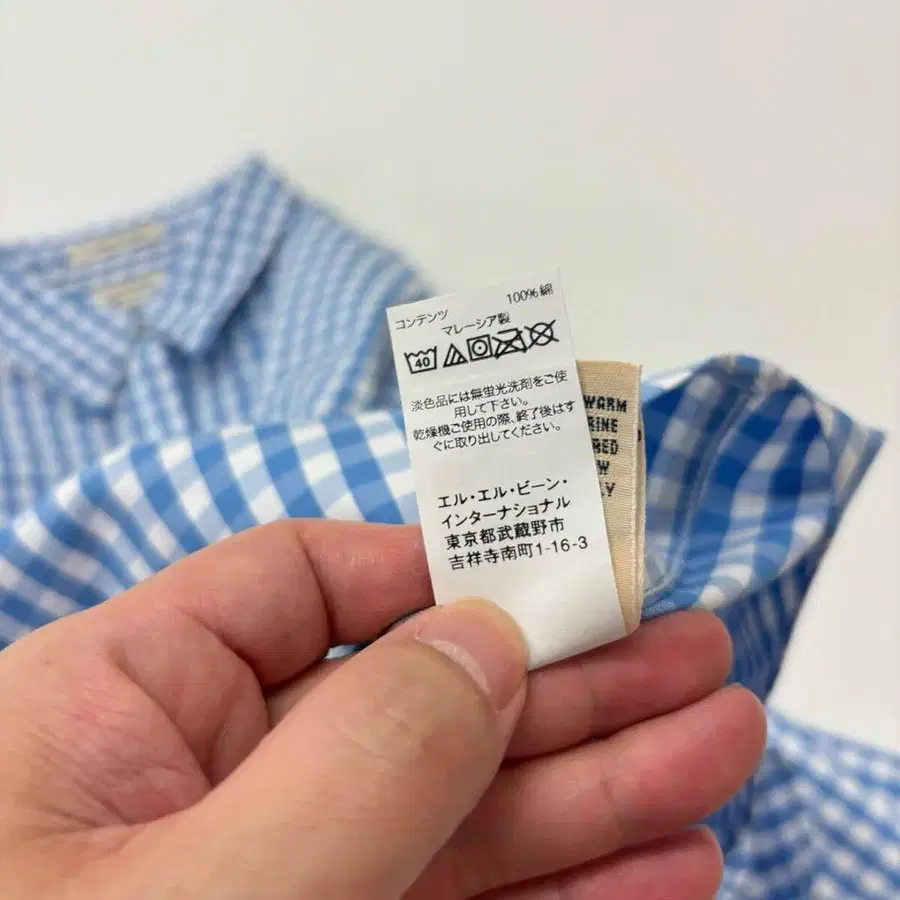 コンテンツ 100%綿
マレーシア製
40
淡色品には無蛍光洗剤をご使
用して下さい。
乾燥機ご使用の際、終了後はす
ぐに取り出してください。
エル・エル・ビーン・
インターナショナル
東京都武蔵野市
吉祥寺南町1-16-3
WARM